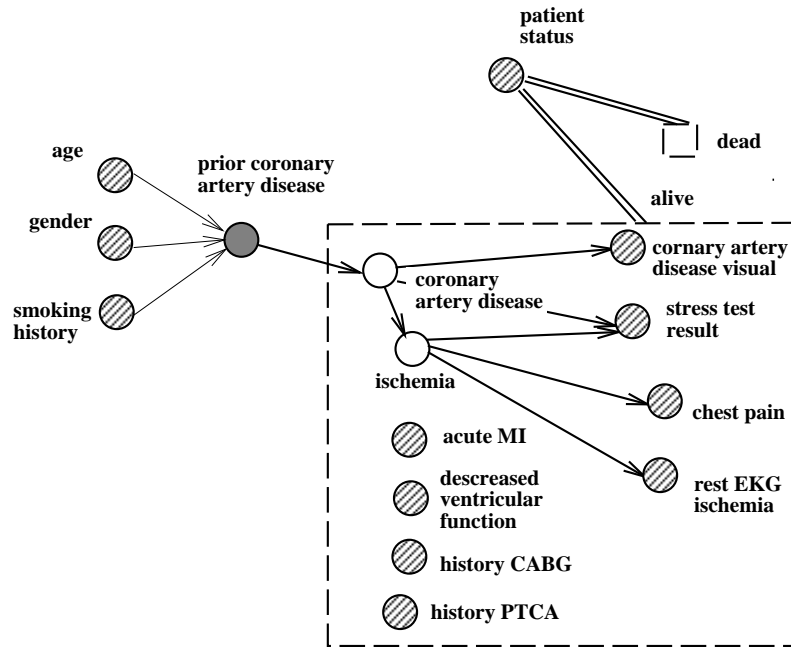 patient
status
dead
age
prior coronary
artery disease
alive
gender
cornary artery
disease visual
coronary
artery disease
smoking
history
stress test
result
ischemia
chest pain
acute MI
descreased
ventricular
function
rest EKG
ischemia
history CABG
history PTCA